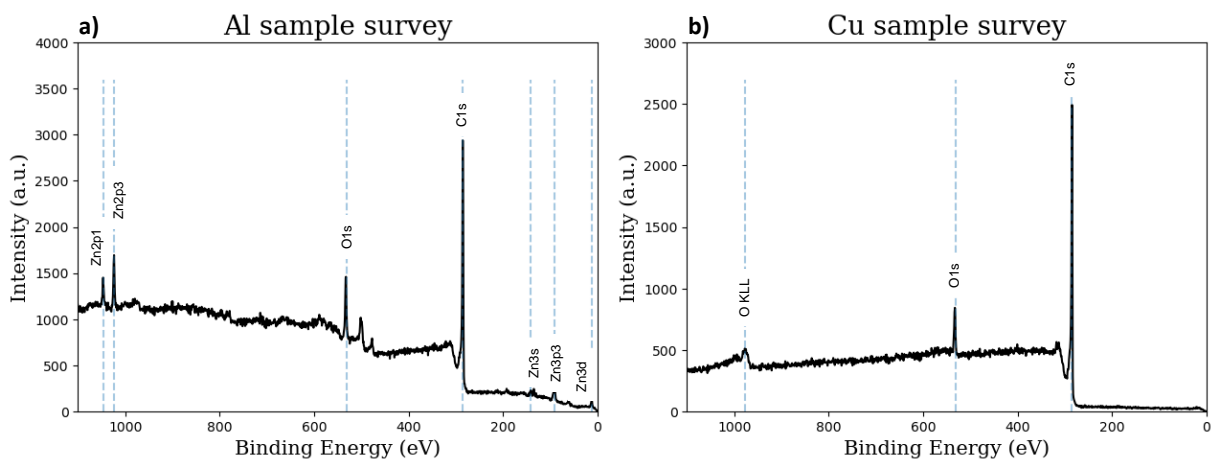 a)
Al sample survey
4000
3500
3000
2500
2000
1500
1000
500
0
Intensity (a.u.)
Zn2p1
Zn2p3
O1s
C1s
Zn3s
Zn3p3
Zn3d
1000 800 600 400 200 0
Binding Energy (eV)
b)
Cu sample survey
3000
2500
2000
1500
1000
500
0
Intensity (a.u.)
O KLL
O1s
C1s
1000 800 600 400 200 0
Binding Energy (eV)